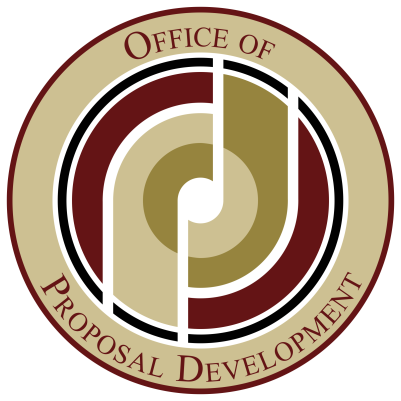 OFFICE OF
PROPOSAL DEVELOPMENT